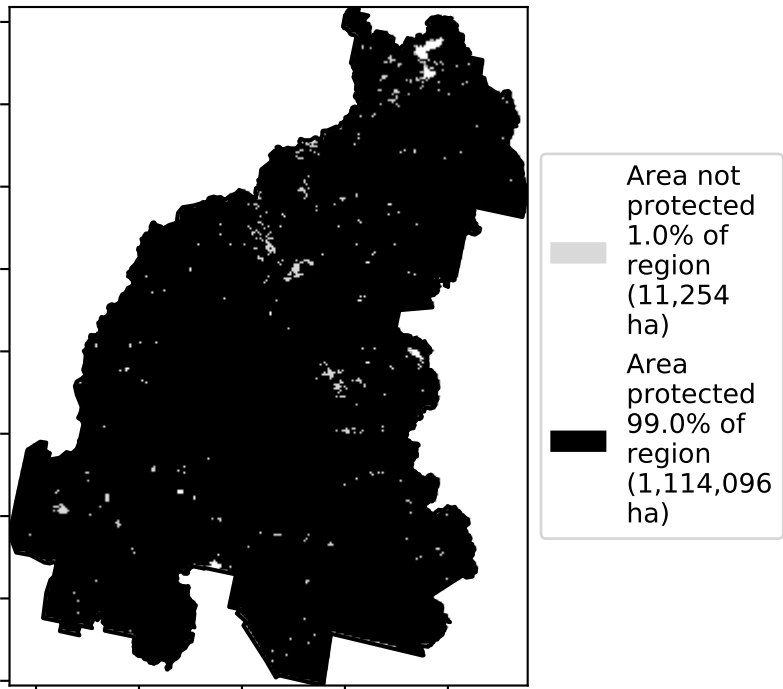 Area not
protected
1.0% of
region
(11,254
ha)
Area
protected
99.0% of
region
(1,114,096
ha)